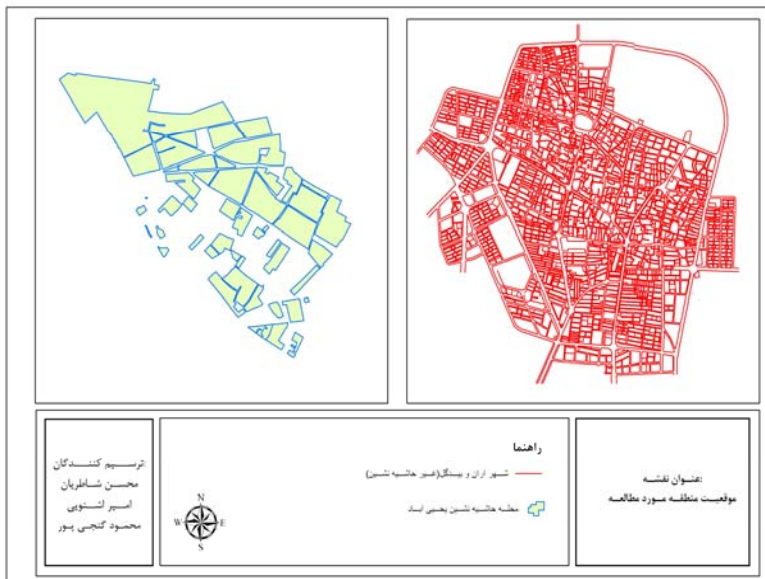 عنوان نقشه:
موقعیت منطقه مورد مطالعه
راهنما
شهر اران و بیدگل(غیر حاشیه نشین)
محله حاشیه نشین یحیی آباد
N
W E
S
ترسیم کنندگان:
محسن شاطریان
امیر اشنویی
محمود گنجی پور